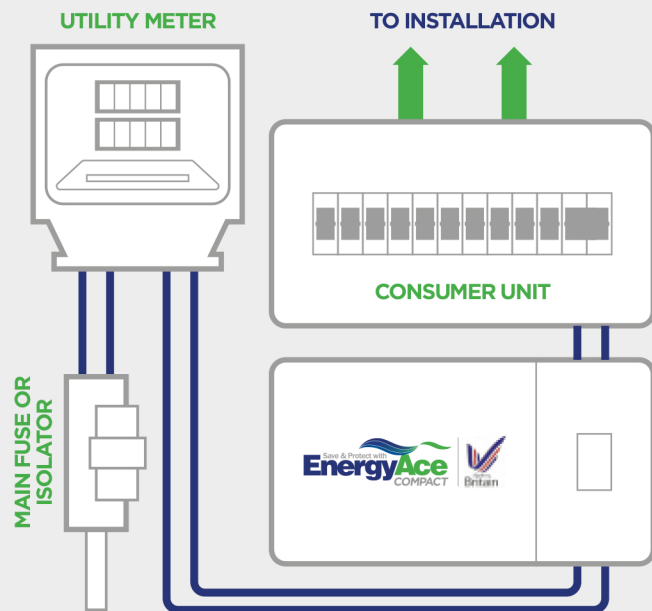 UTILITY METER
TO INSTALLATION
CONSUMER UNIT
MAIN FUSE OR
ISOLATOR
Save & Protect with
EnergyAce
COMPACT
Britain